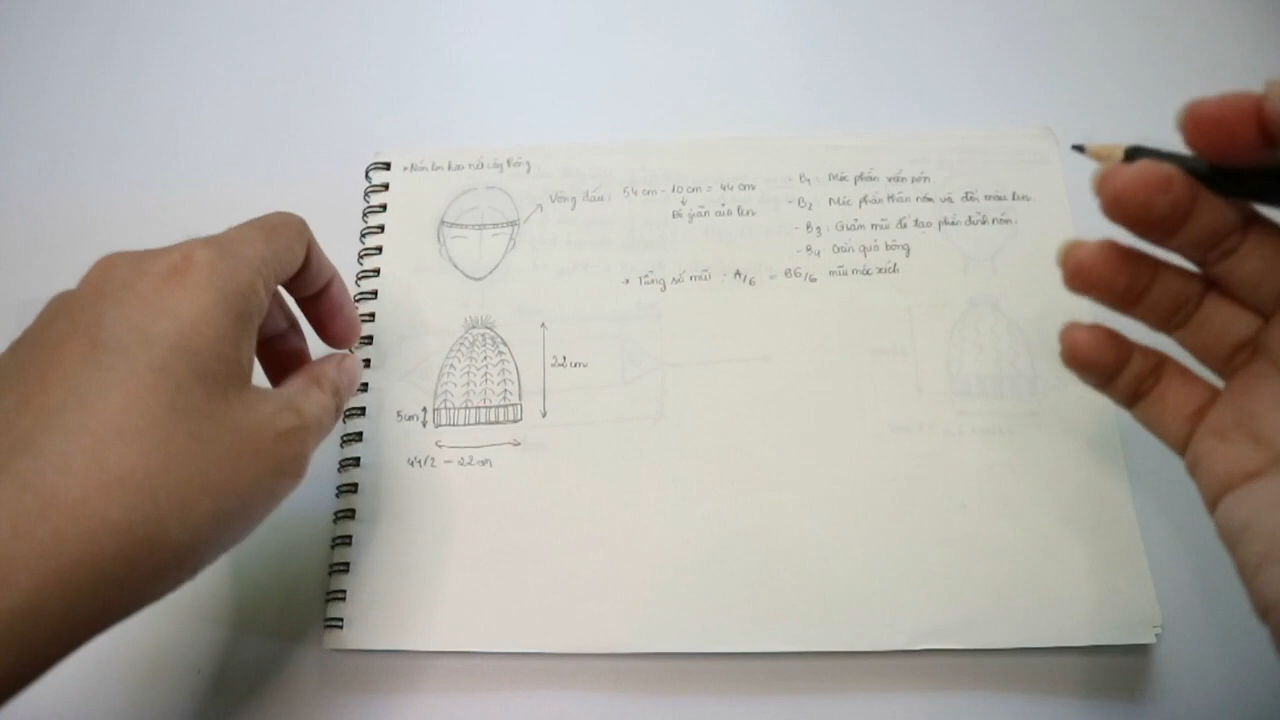 Nón len họa tiết cây thông
Vòng đầu: 54 cm - 10 cm = 44 cm
Độ giãn của len
- B1: Móc phần viền nón.
- B2: Móc phần thân nón và đổi màu len.
- B3: Giảm mũi để tạo phần đỉnh nón.
- B4: Gắn quả bông
→ Tổng số mũi: A/6 = 86/6 mũi móc xích
22 cm
5cm
44/2 = 22 cm